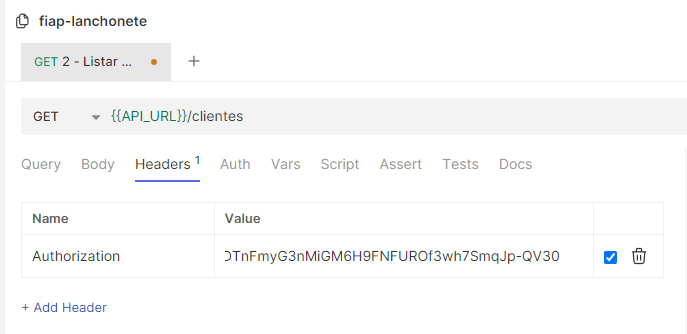 fiap-lanchonete
GET 2 - Listar ...
GET {{API_URL}}/clientes
Query Body Headers 1 Auth Vars Script Assert Tests Docs
Name Value
Authorization OTnFmyG3nMiGM6H9FNFUROf3wh7SmqJp-QV30
+ Add Header